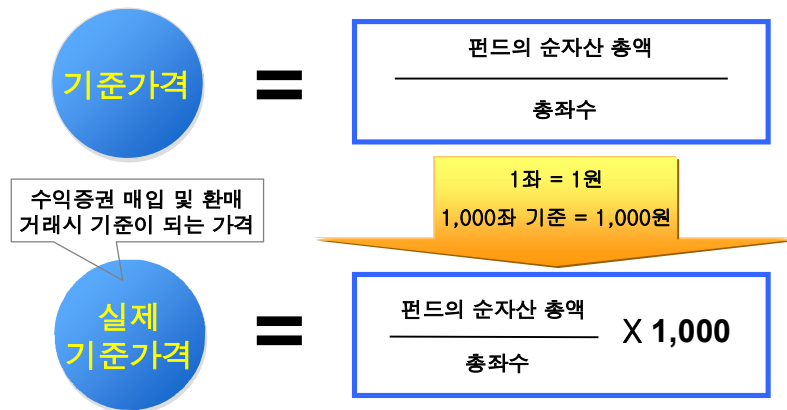 기준가격
=
펀드의 순자산 총액
총좌수
1좌 = 1원
1,000좌 기준 = 1,000원
수익증권 매입 및 환매
거래시 기준이 되는 가격
실제
기준가격
=
펀드의 순자산 총액
총좌수
X 1,000